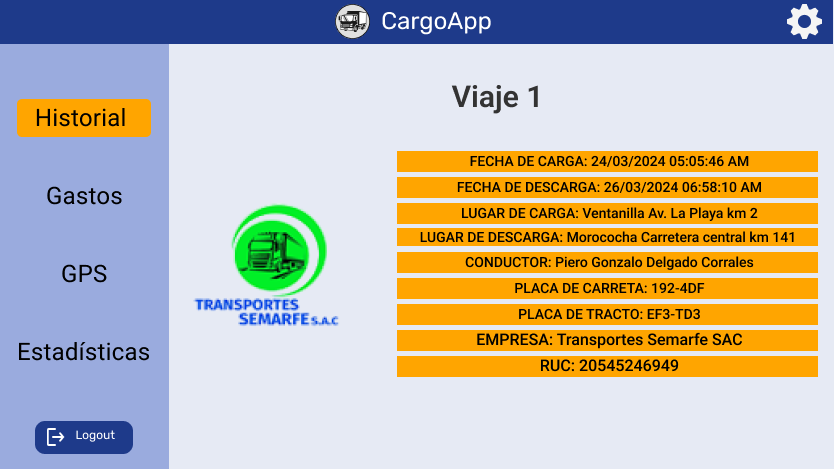 CargoApp
Historial
Gastos
GPS
Estadísticas
Logout
Viaje 1
TRANSPORTES
SEMARFE S.A.C
FECHA DE CARGA: 24/03/2024 05:05:46 AM
FECHA DE DESCARGA: 26/03/2024 06:58:10 AM
LUGAR DE CARGA: Ventanilla Av. La Playa km 2
LUGAR DE DESCARGA: Morococha Carretera central km 141
CONDUCTOR: Piero Gonzalo Delgado Corrales
PLACA DE CARRETA: 192-4DF
PLACA DE TRACTO: EF3-TD3
EMPRESA: Transportes Semarfe SAC
RUC: 20545246949